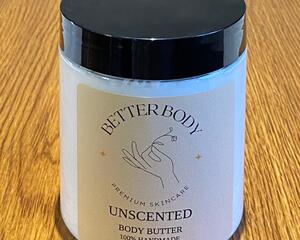 BETTER BODY
PREMIUM SKINCARE
UNSCENTED
BODY BUTTER
100% HANDMADE